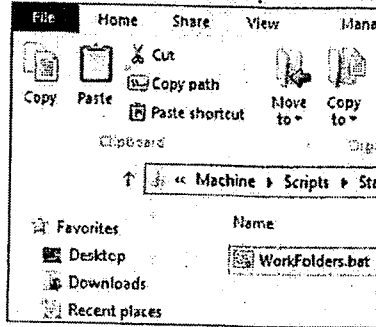 File Home Share View Mana
Cut
Copy path
Paste shortcut
Copy Paste Move to Copy to
Clipboard Orga
« Machine Scripts Sta
Favorites Name
Desktop WorkFolders.bat
Downloads
Recent places